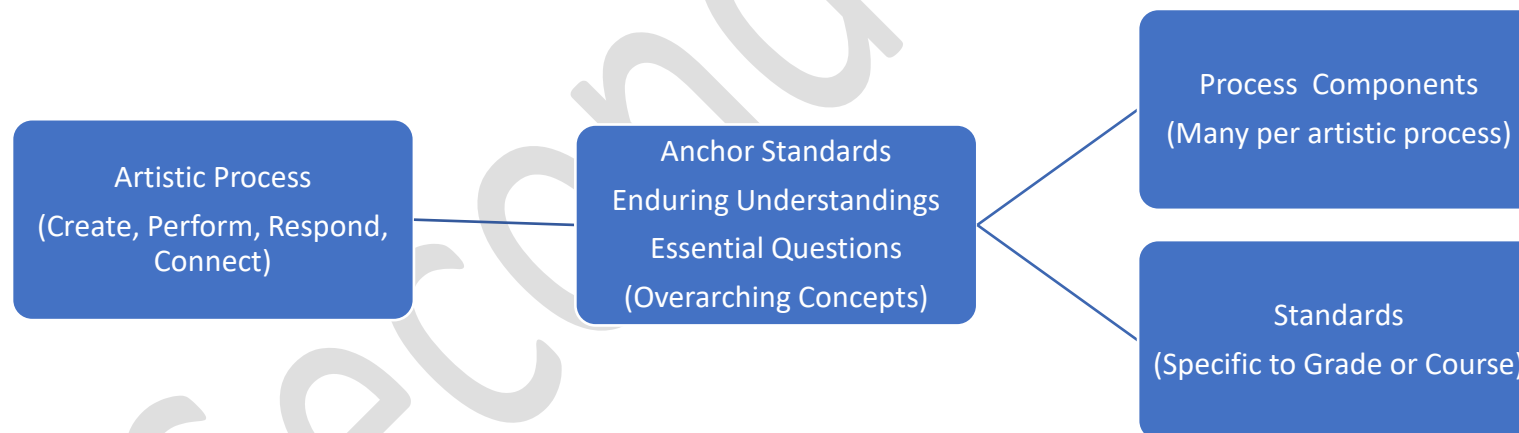 Artistic Process
(Create, Perform, Respond,
Connect)
Anchor Standards
Enduring Understandings
Essential Questions
(Overarching Concepts)
Process  Components
(Many per artistic process)
Standards
(Specific to Grade or Course)